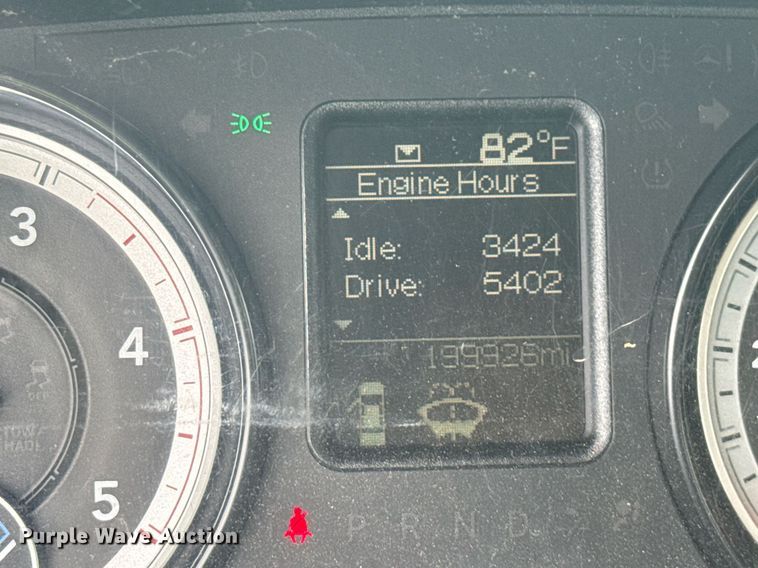 82°F
Engine Hours
3
Idle: 3424
Drive: 5402
4
199926mi
5
P R N D
Purple Wave Auction®